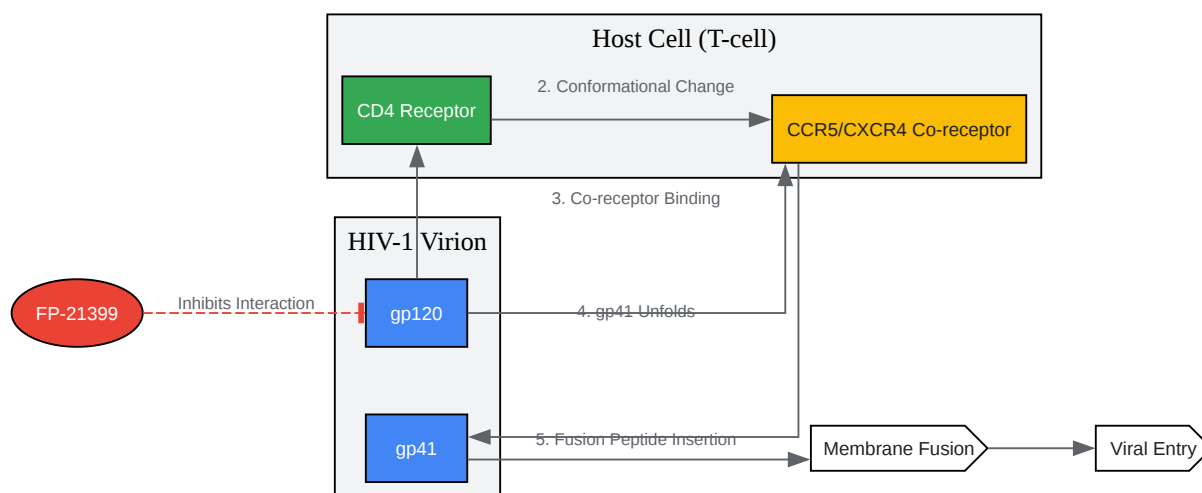 Host Cell (T-cell)
2. Conformational Change
CD4 Receptor
CCR5/CXCR4 Co-receptor
3. Co-receptor Binding
HIV-1 Virion
Inhibits Interaction
FP-21399
gp120
4. gp41 Unfolds
5. Fusion Peptide Insertion
gp41
Membrane Fusion
Viral Entry